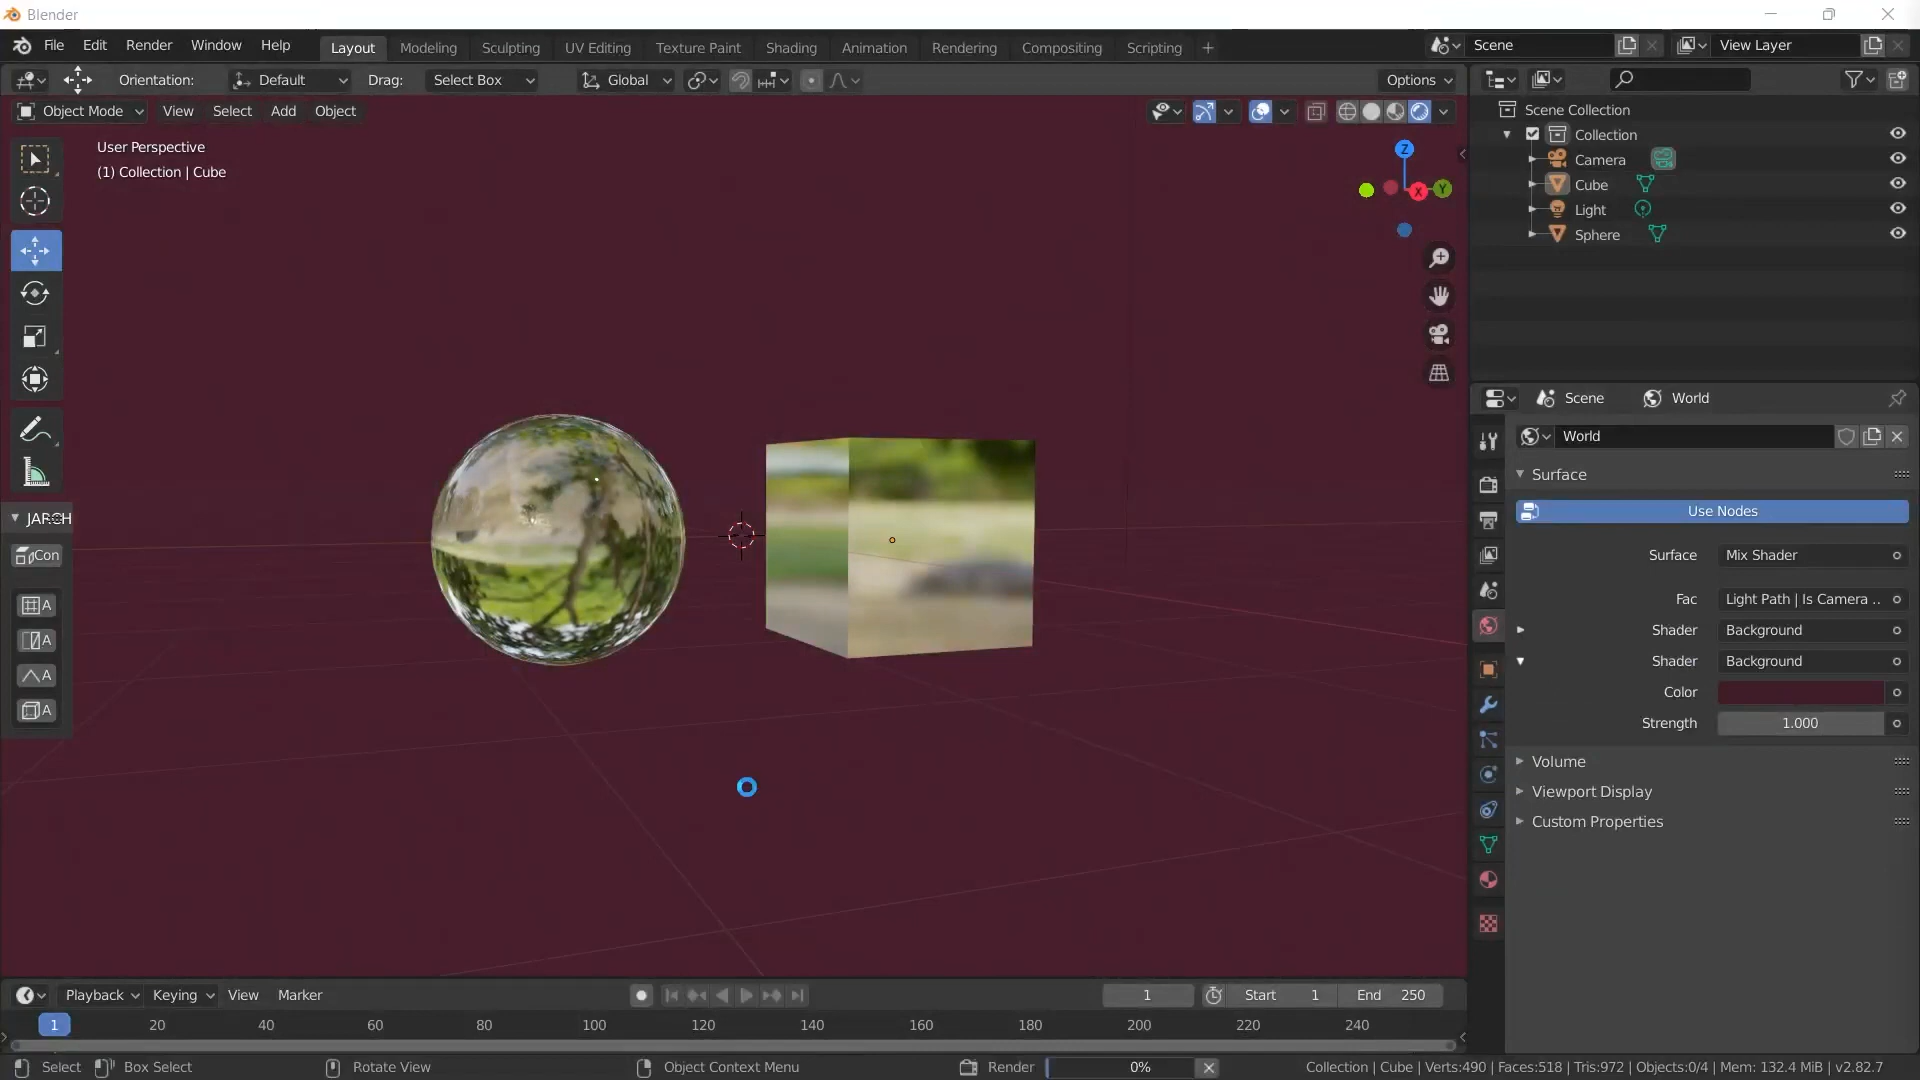 Blender
File Edit Render Window Help Layout Modeling Sculpting UV Editing Texture Paint Shading Animation Rendering Compositing Scripting + Scene View Layer
Orientation: Default Drag: Select Box Global Options
Object Mode View Select Add Object
User Perspective
(1) Collection | Cube
Z
X
Y
JARCH
Con
A
A
A
A
Scene Collection
Collection
Camera
Cube
Light
Sphere
Scene World
World
Surface
Use Nodes
Surface Mix Shader
Fac Light Path | Is Camera ..
Shader Background
Shader Background
Color
Strength 1.000
Volume
Viewport Display
Custom Properties
Playback Keying View Marker 1 Start 1 End 250
1 20 40 60 80 100 120 140 160 180 200 220 240
Select Box Select Rotate View Object Context Menu Render 0% Collection | Cube | Verts:490 | Faces:518 | Tris:972 | Objects:0/4 | Mem: 132.4 MiB | v2.82.7